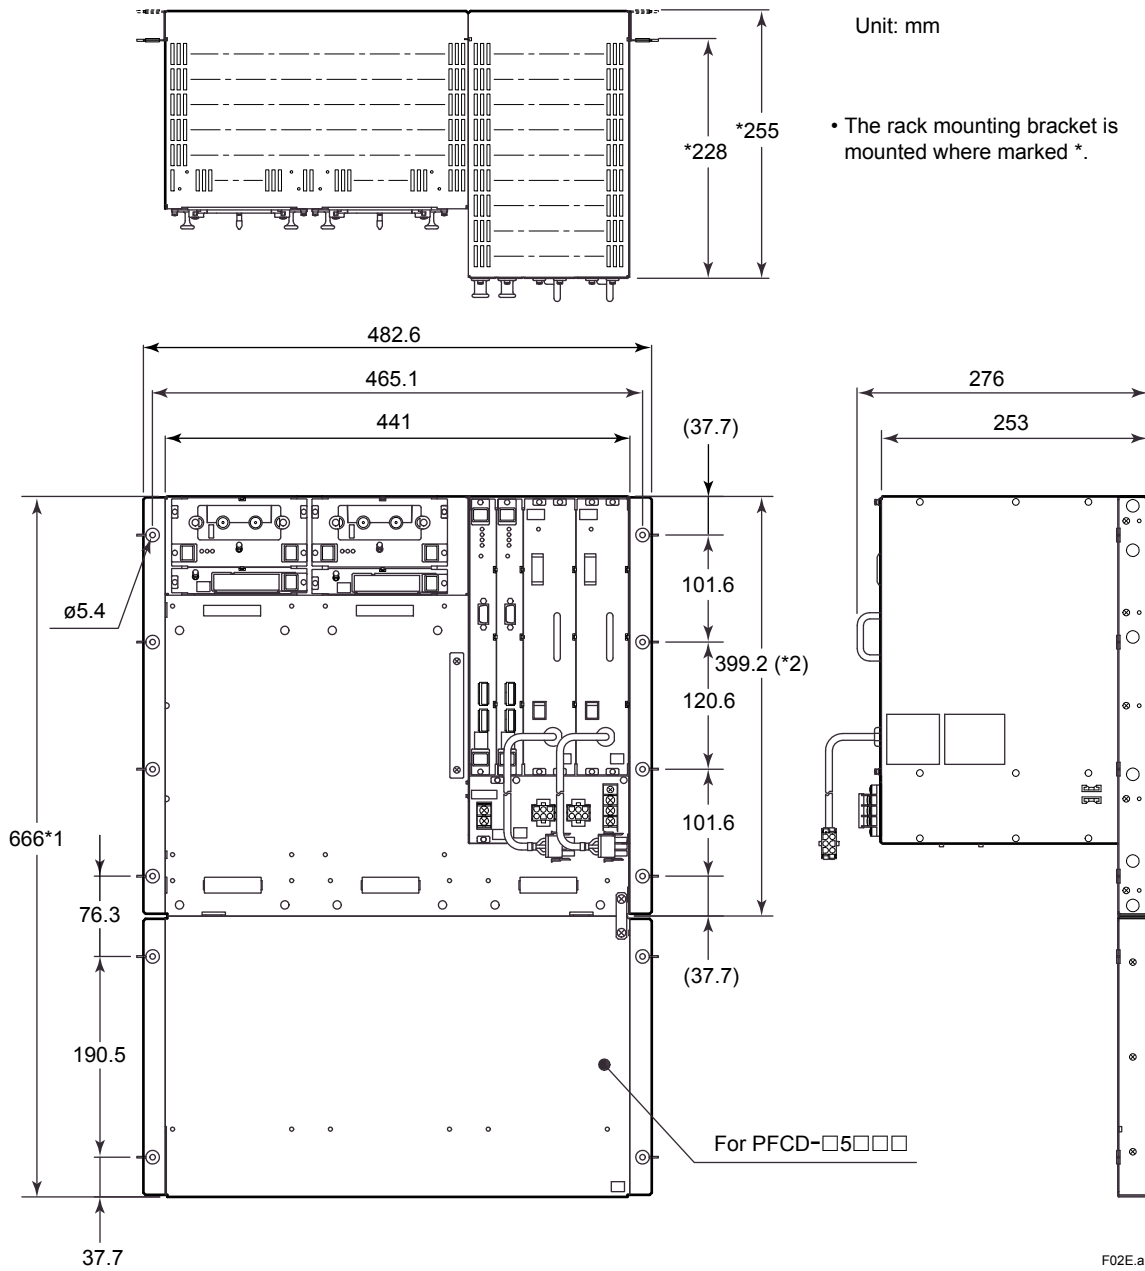 Unit: mm
*255
*228
• The rack mounting bracket is
mounted where marked *.
482.6
465.1
441
(37.7)
276
253
ø5.4
101.6
399.2 (*2)
120.6
101.6
666*1
76.3
(37.7)
190.5
For PFCD-□5□□□
37.7
F02E.ai